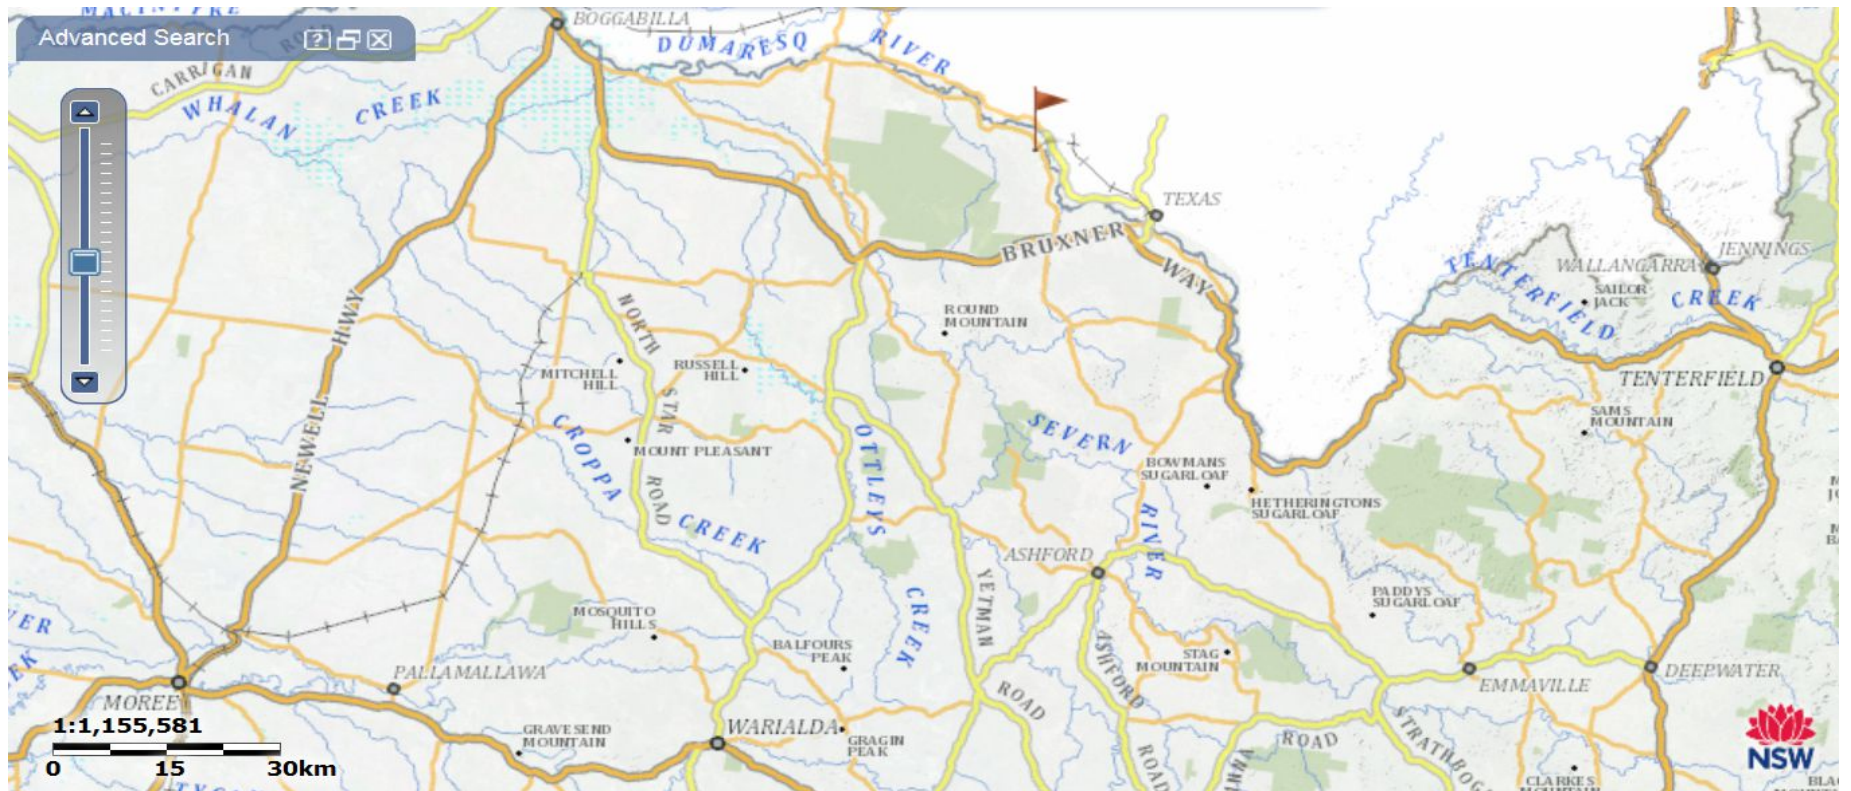 MACINTYRE
BOGGABILLA
Advanced Search
ROAD
?
DUMARESQ RIVER
CARRIGAN
WHALAN CREEK
TEXAS
BRUXNER WAY
JENNINGS
WALLANGARRA
TENTERFIELD CREEK
SAILOR
JACK
NEWELL HWY
ROUND
MOUNTAIN
NORTH STAR ROAD
MITCHELL
HILL
RUSSELL
HILL
TENTERFIELD
SAMS
MOUNTAIN
CROPPA CREEK
MOUNT PLEASANT
OTTLEYS CREEK
SEVERN RIVER
BOWMANS
SUGARLOAF
HETHERINGTONS
SUGARLOAF
ASHFORD
YETMAN ROAD
PADDYS
SUGARLOAF
MOSQUITO
HILLS
BALFOURS
PEAK
ASHFORD ROAD
STAG
MOUNTAIN
PALLAMALLAWA
DEEPWATER
EMMAVILLE
MOREE
1:1,155,581
0 15 30km
GRAVESEND
MOUNTAIN
WARIALDA
GRAGIN
PEAK
ROAD
NSW
CLARKES
MOUNTAIN